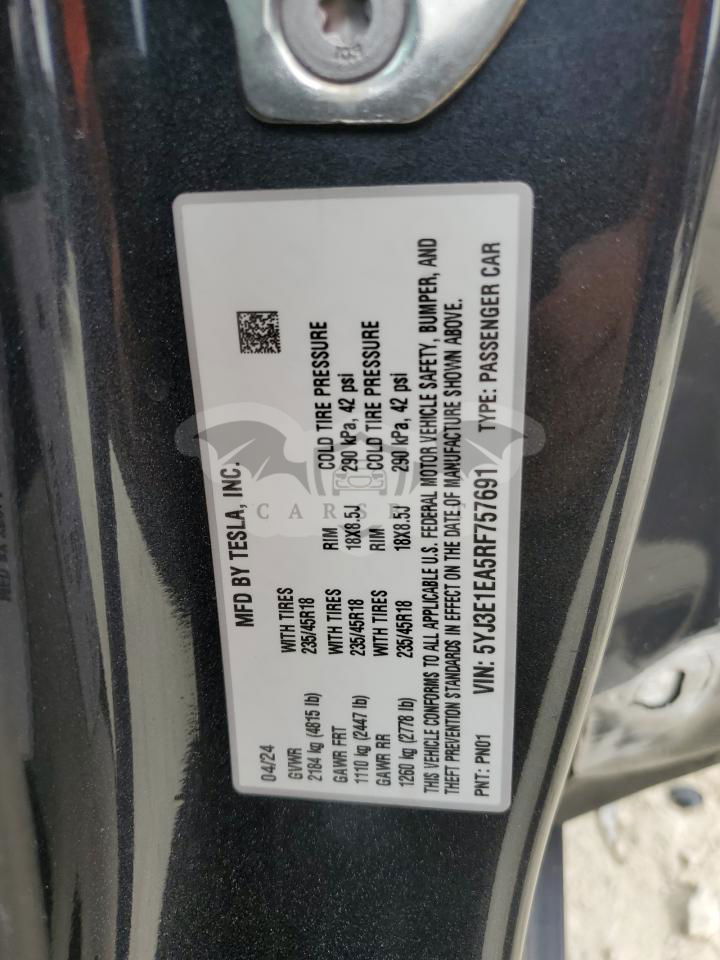 MFD BY TESLA, INC.
04/24
GVWR WITH TIRES RIM COLD TIRE PRESSURE
2184 kg (4815 lb) 235/45R18 18X8.5J 290 kPa, 42 psi
GAWR FRT WITH TIRES RIM COLD TIRE PRESSURE
1110 kg (2447 lb) 235/45R18 18X8.5J 290 kPa, 42 psi
GAWR RR
1260 kg (2778 lb) 235/45R18
THIS VEHICLE CONFORMS TO ALL APPLICABLE U.S. FEDERAL MOTOR VEHICLE SAFETY, BUMPER, AND
THEFT PREVENTION STANDARDS IN EFFECT ON THE DATE OF MANUFACTURE SHOWN ABOVE.
PNT: PN01 VIN: 5YJ3E1EA5RF757691 TYPE: PASSENGER CAR